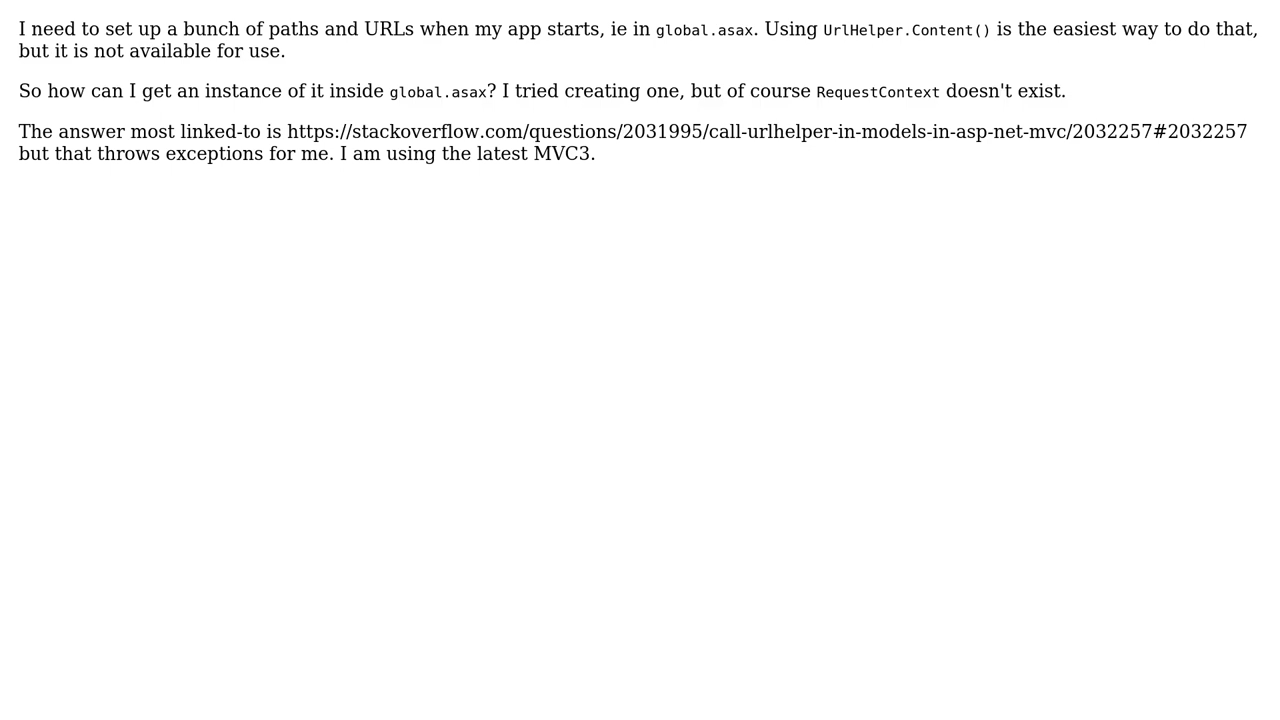 I need to set up a bunch of paths and URLs when my app starts, ie in global.asax. Using UrlHelper.Content() is the easiest way to do that,
but it is not available for use.
So how can I get an instance of it inside global.asax? I tried creating one, but of course RequestContext doesn't exist.
The answer most linked-to is https://stackoverflow.com/questions/2031995/call-urlhelper-in-models-in-asp-net-mvc/2032257#2032257
but that throws exceptions for me. I am using the latest MVC3.